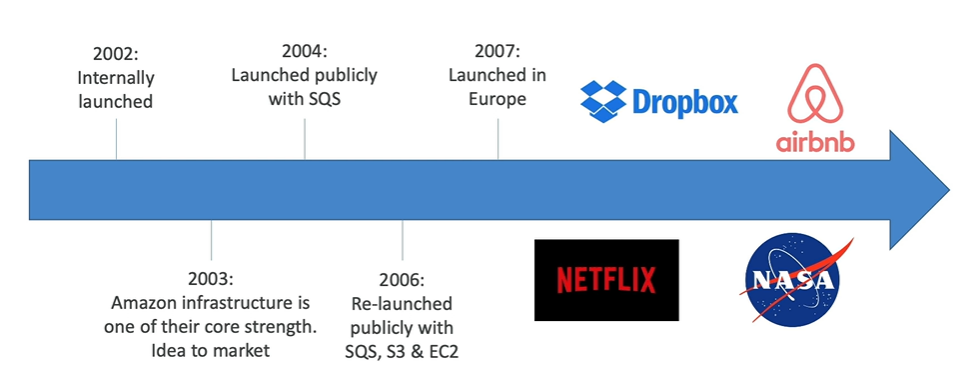 2002:
Internally
launched
2004:
Launched publicly
with SQS
2007:
Launched in
Europe
Dropbox
airbnb
2003:
Amazon infrastructure is
one of their core strength.
Idea to market
2006:
Re-launched
publicly with
SQS, S3 & EC2
NETFLIX
NASA